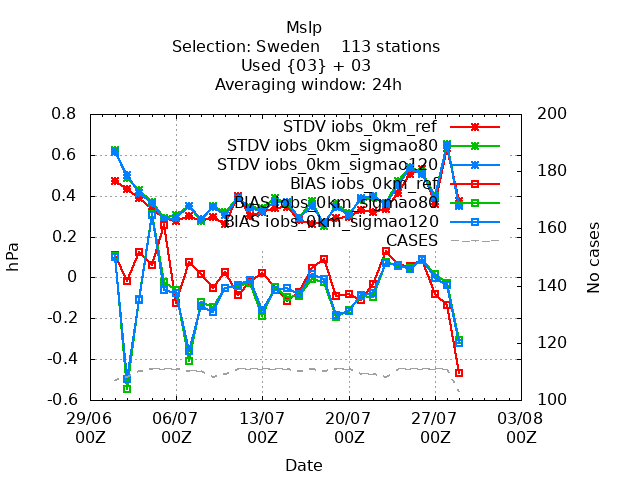 Mslp
Selection: Sweden    113 stations
Used {03} + 03
Averaging window: 24h
STDV iobs_0km_ref
STDV iobs_0km_sigmao80
STDV iobs_0km_sigmao120
BIAS iobs_0km_ref
BIAS iobs_0km_sigmao80
BIAS iobs_0km_sigmao120
CASES
0.8
0.6
0.4
0.2
0
-0.2
-0.4
-0.6
hPa
200
180
160
140
120
100
No cases
29/06 06/07 13/07 20/07 27/07 03/08
00Z 00Z 00Z 00Z 00Z 00Z
Date